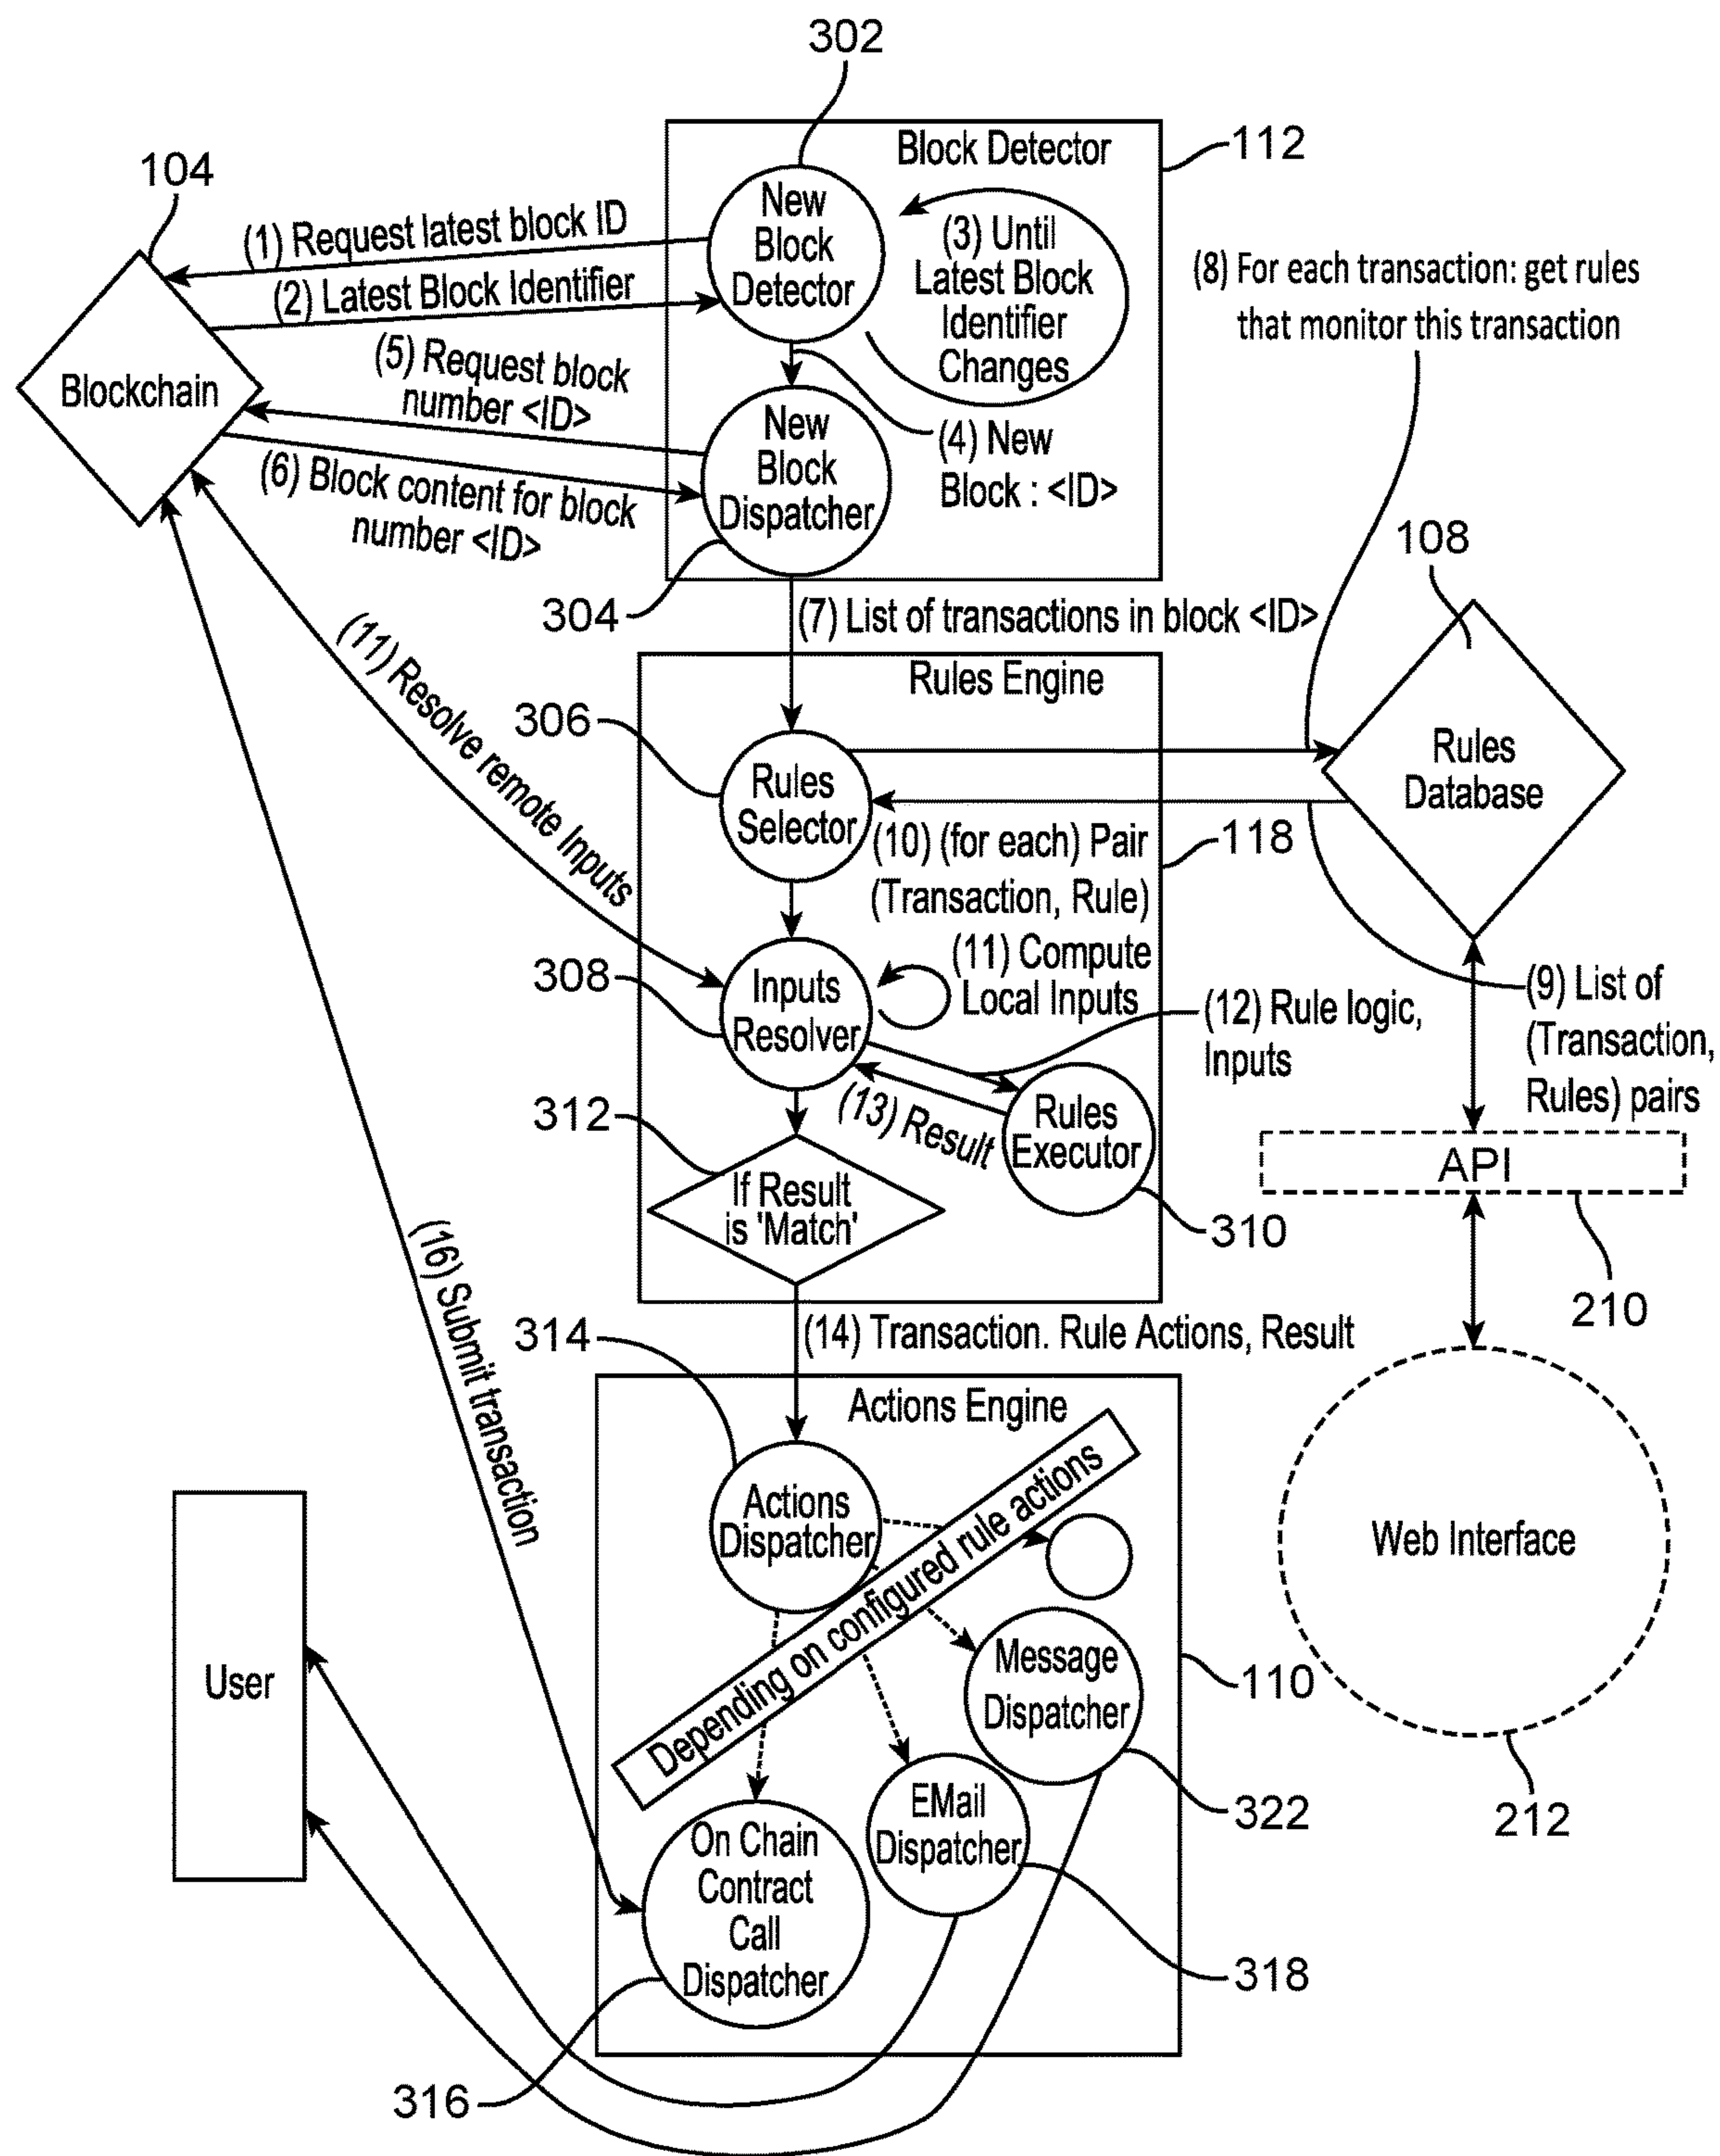 302
Block Detector
112
104
New
Block
Detector
(1) Request latest block ID
(2) Latest Block Identifier
(3) Until
Latest Block
Identifier
Changes
(8) For each transaction: get rules
that monitor this transaction
Blockchain
(5) Request block
number <ID>
New
Block
Dispatcher
(4) New
Block : <ID>
(6) Block content for block
number <ID>
108
304
(7) List of transactions in block <ID>
(11) Resolve remote Inputs
Rules Engine
306
Rules
Selector
Rules
Database
(10) (for each) Pair
(Transaction, Rule)
118
308
Inputs
Resolver
(11) Compute
Local Inputs
(12) Rule logic,
Inputs
(9) List of
(Transaction,
Rules) pairs
312
(13) Result
Rules
Executor
API
If Result
is 'Match'
310
210
(16) Submit transaction
314
(14) Transaction. Rule Actions, Result
Actions Engine
Actions
Dispatcher
Depending on configured rule actions
Web Interface
User
Message
Dispatcher
110
322
212
EMail
Dispatcher
On Chain
Contract
Call
Dispatcher
318
316